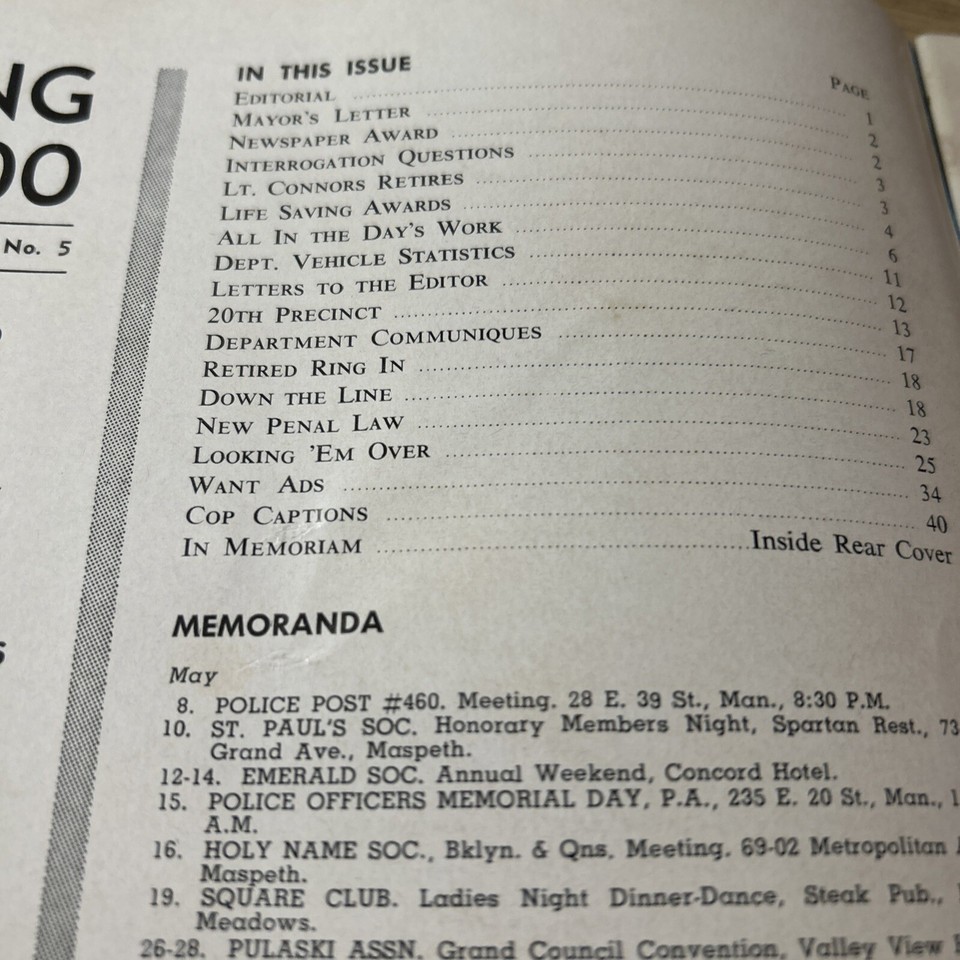 NG
00
No. 5
IN THIS ISSUE
PAGE
EDITORIAL 1
MAYOR'S LETTER 2
NEWSPAPER AWARD 2
INTERROGATION QUESTIONS 3
LT. CONNORS RETIRES 3
LIFE SAVING AWARDS 4
ALL IN THE DAY'S WORK 6
DEPT. VEHICLE STATISTICS 11
LETTERS TO THE EDITOR 12
20TH PRECINCT 13
DEPARTMENT COMMUNIQUES 17
RETIRED RING IN 18
DOWN THE LINE 18
NEW PENAL LAW 23
LOOKING 'EM OVER 25
WANT ADS 34
COP CAPTIONS 40
IN MEMORIAM Inside Rear Cover
MEMORANDA
May
8. POLICE POST #460. Meeting. 28 E. 39 St., Man., 8:30 P.M.
10. ST. PAUL'S SOC. Honorary Members Night, Spartan Rest., 73
Grand Ave., Maspeth.
12-14. EMERALD SOC. Annual Weekend, Concord Hotel.
15. POLICE OFFICERS MEMORIAL DAY, P.A., 235 E. 20 St., Man., 1
A.M.
16. HOLY NAME SOC., Bklyn. & Qns. Meeting. 69-02 Metropolitan
Maspeth.
19. SQUARE CLUB. Ladies Night Dinner-Dance, Steak Pub.,
Meadows.
26-28. PULASKI ASSN. Grand Council Convention, Valley View